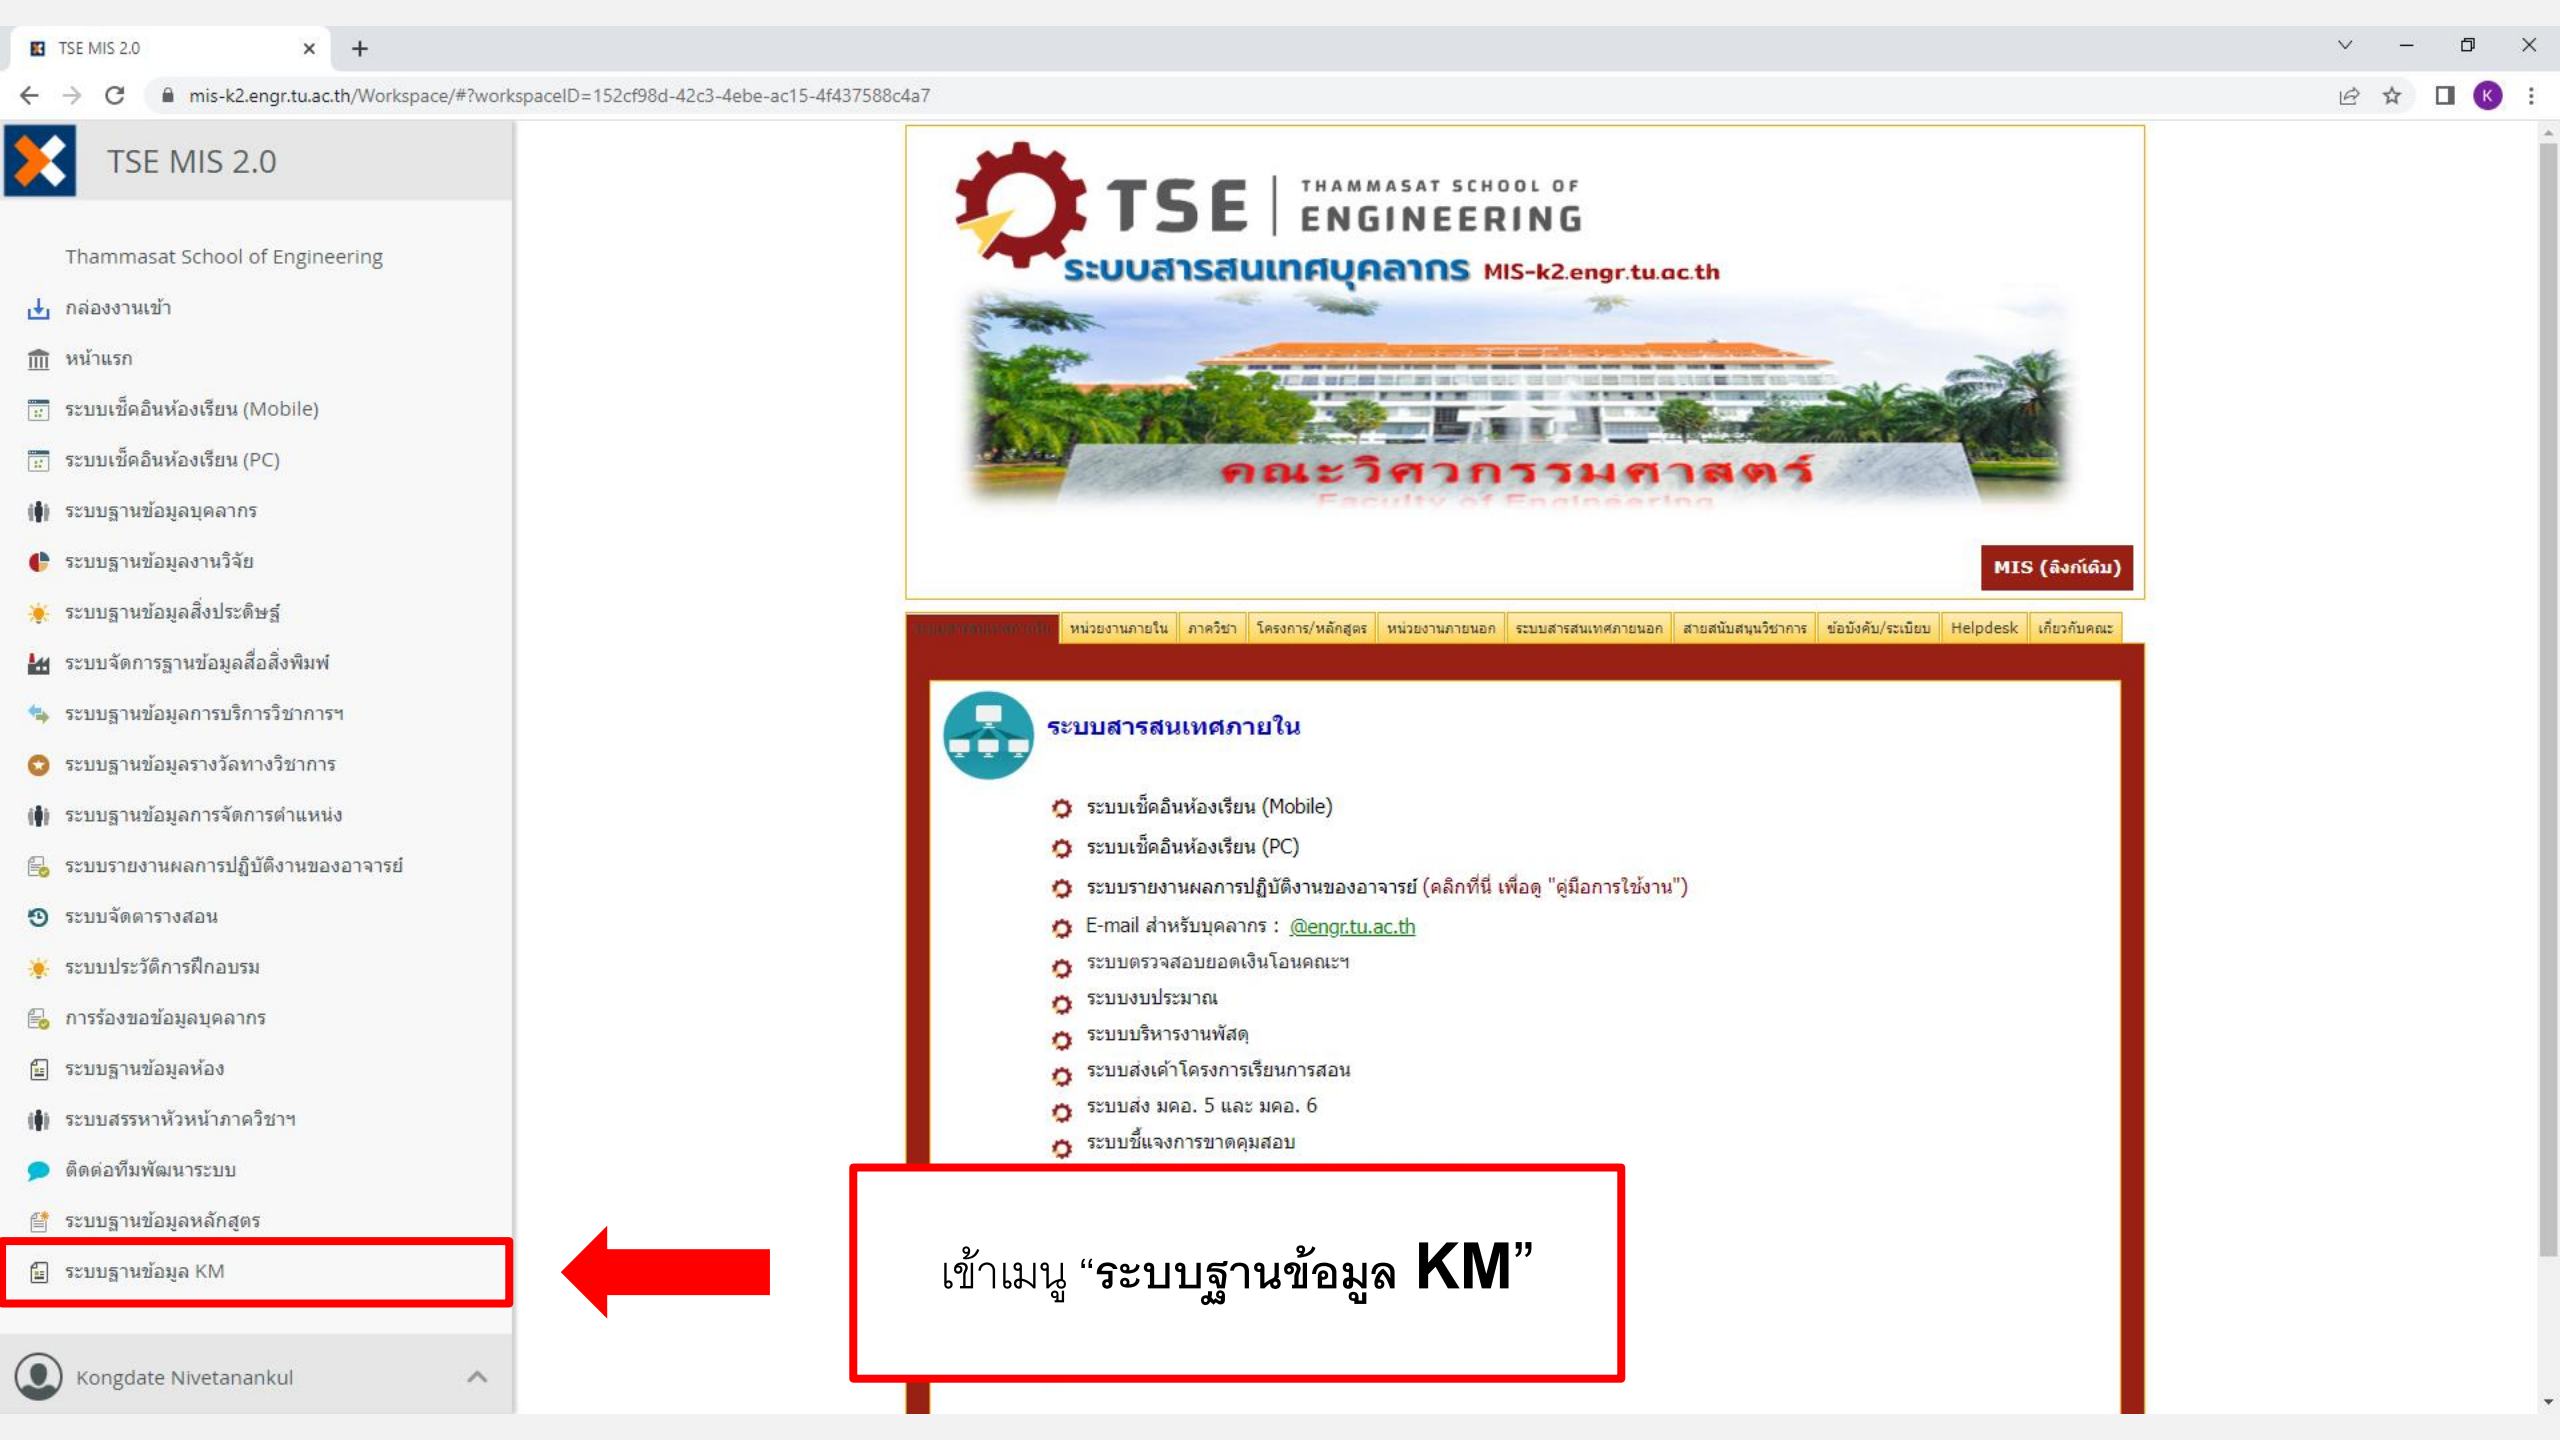 TSE MIS 2.0
mis-k2.engr.tu.ac.th/Workspace/#?workspaceID=152cf98d-42c3-4ebe-ac15-4f437588c4a7
K
TSE MIS 2.0
Thammasat School of Engineering
กล่องงานเข้า
หน้าแรก
ระบบเช็คอินห้องเรียน (Mobile)
ระบบเช็คอินห้องเรียน (PC)
ระบบฐานข้อมูลบุคลากร
ระบบฐานข้อมูลงานวิจัย
ระบบฐานข้อมูลสิ่งประดิษฐ์
ระบบจัดการฐานข้อมูลสื่อสิ่งพิมพ์
ระบบฐานข้อมูลการบริการวิชาการฯ
ระบบฐานข้อมูลรางวัลทางวิชาการ
ระบบฐานข้อมูลการจัดการตำแหน่ง
ระบบรายงานผลการปฏิบัติงานของอาจารย์
ระบบจัดตารางสอน
ระบบประวัติการฝึกอบรม
การร้องขอข้อมูลบุคลากร
ระบบฐานข้อมูลห้อง
ระบบสรรหาหัวหน้าภาควิชาฯ
ติดต่อทีมพัฒนาระบบ
ระบบฐานข้อมูลหลักสูตร
ระบบฐานข้อมูล KM
Kongdate Nivetanankul
TSE THAMMASAT SCHOOL OF
ENGINEERING
ระบบสารสนเทศบุคลากร MIS-k2.engr.tu.ac.th
คณะวิศวกรรมศาสตร์
Faculty of Engineering
MIS (ลิงก์เดิม)
ระบบสารสนเทศภายใน หน่วยงานภายใน ภาควิชา โครงการ/หลักสูตร หน่วยงานภายนอก ระบบสารสนเทศภายนอก สายสนับสนุนวิชาการ ข้อบังคับ/ระเบียบ Helpdesk เกี่ยวกับคณะ
ระบบสารสนเทศภายใน
ระบบเช็คอินห้องเรียน (Mobile)
ระบบเช็คอินห้องเรียน (PC)
ระบบรายงานผลการปฏิบัติงานของอาจารย์ (คลิกที่นี่ เพื่อดู "คู่มือการใช้งาน")
E-mail สำหรับบุคลากร : @engr.tu.ac.th
ระบบตรวจสอบยอดเงินโอนคณะฯ
ระบบงบประมาณ
ระบบบริหารงานพัสดุ
ระบบส่งเค้าโครงการเรียนการสอน
ระบบส่ง มคอ. 5 และ มคอ. 6
ระบบชี้แจงการขาดคุมสอบ
เข้าเมนู “ระบบฐานข้อมูล KM”